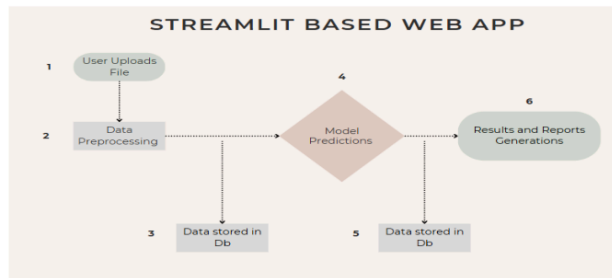 STREAMLIT BASED WEB APP
1
User Uploads
File
2
Data
Preprocessing
3
Data stored in
Db
4
Model
Predictions
5
Data stored in
Db
6
Results and Reports
Generations